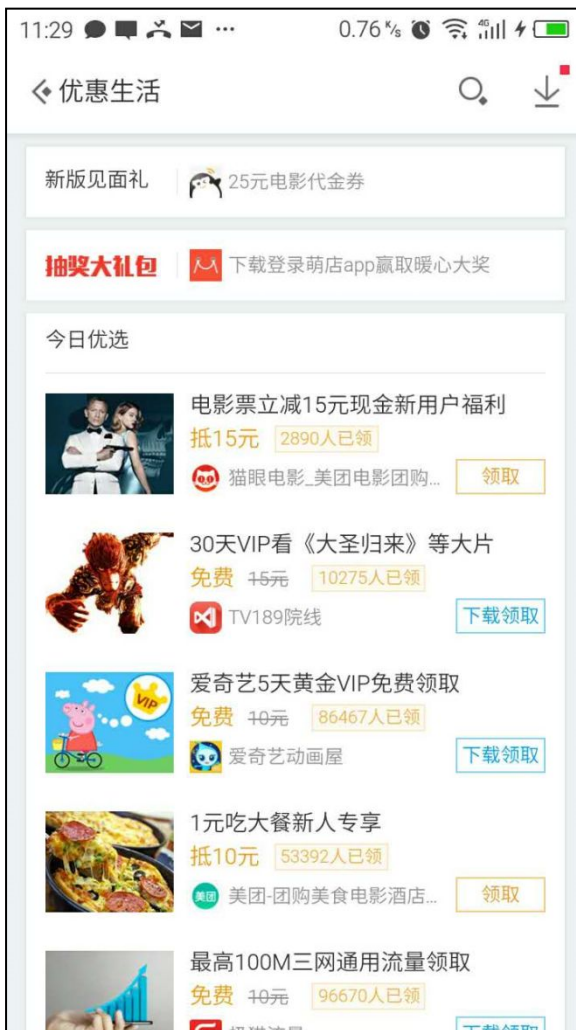 11:29 ... 0.76 K/s 4G
优惠生活
新版见面礼 25元电影代金券
抽奖大礼包 下载登录萌店app赢取暖心大奖
今日优选
电影票立减15元现金新用户福利
抵15元 2890人已领
猫眼电影_美团电影团购... 领取
30天VIP看《大圣归来》等大片
免费 15元 10275人已领
TV189院线 下载领取
VIP
爱奇艺5天黄金VIP免费领取
免费 10元 86467人已领
爱奇艺动画屋 下载领取
1元吃大餐新人专享
抵10元 53392人已领
美团 美团-团购美食电影酒店... 领取
最高100M三网通用流量领取
免费 10元 96670人已领
下载领取